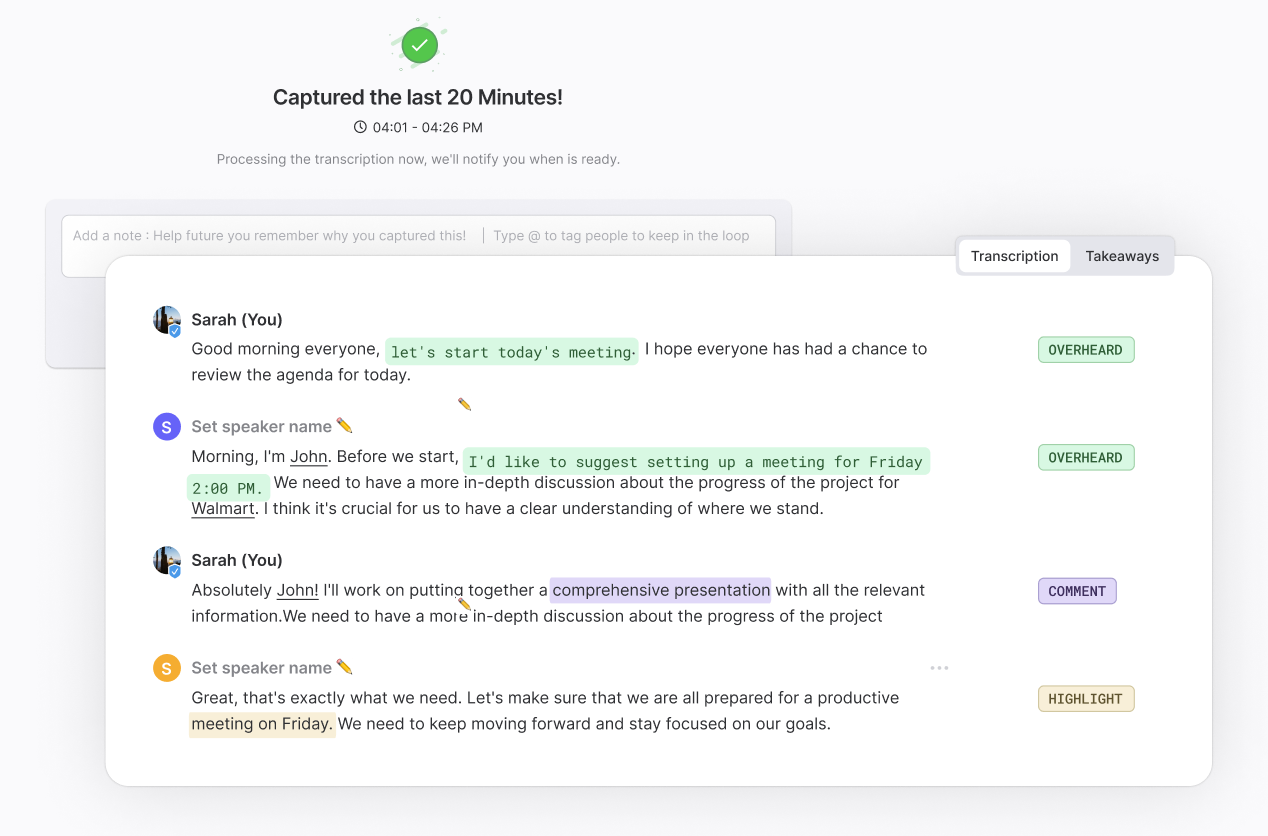 Captured the last 20 Minutes!
04:01 - 04:26 PM
Processing the transcription now, we'll notify you when is ready.
Add a note : Help future you remember why you captured this! | Type @ to tag people to keep in the loop
Transcription Takeaways
Sarah (You)
Good morning everyone, let's start today's meeting. I hope everyone has had a chance to
OVERHEARD
review the agenda for today.
S Set speaker name
Morning, I'm John. Before we start, I'd like to suggest setting up a meeting for Friday
OVERHEARD
2:00 PM. We need to have a more in-depth discussion about the progress of the project for
Walmart. I think it's crucial for us to have a clear understanding of where we stand.
Sarah (You)
Absolutely John! I'll work on putting together a comprehensive presentation with all the relevant
COMMENT
information.We need to have a more in-depth discussion about the progress of the project
S Set speaker name
Great, that's exactly what we need. Let's make sure that we are all prepared for a productive
HIGHLIGHT
meeting on Friday. We need to keep moving forward and stay focused on our goals.